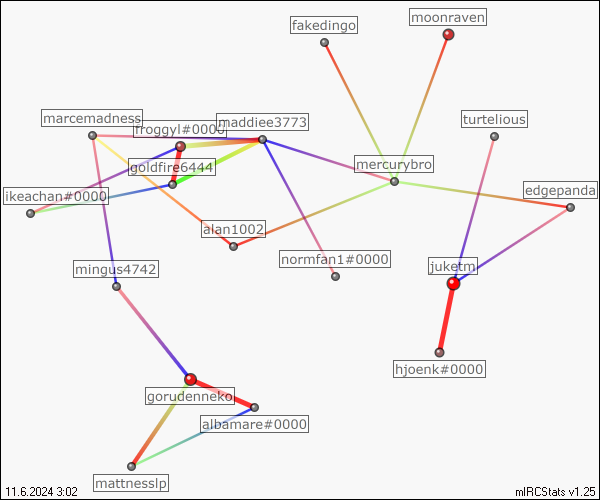 moonraven
fakedingo
marcemadness
froggyl#0000
maddiee3773
turtelious
goldfire6444
mercurybro
ikeachan#0000
edgepanda
alan1002
normfan1#0000
mingus4742
juketm
hjoenk#0000
gorudenneko
albamare#0000
mattnesslp
11.6.2024 3:02
mIRCStats v1.25